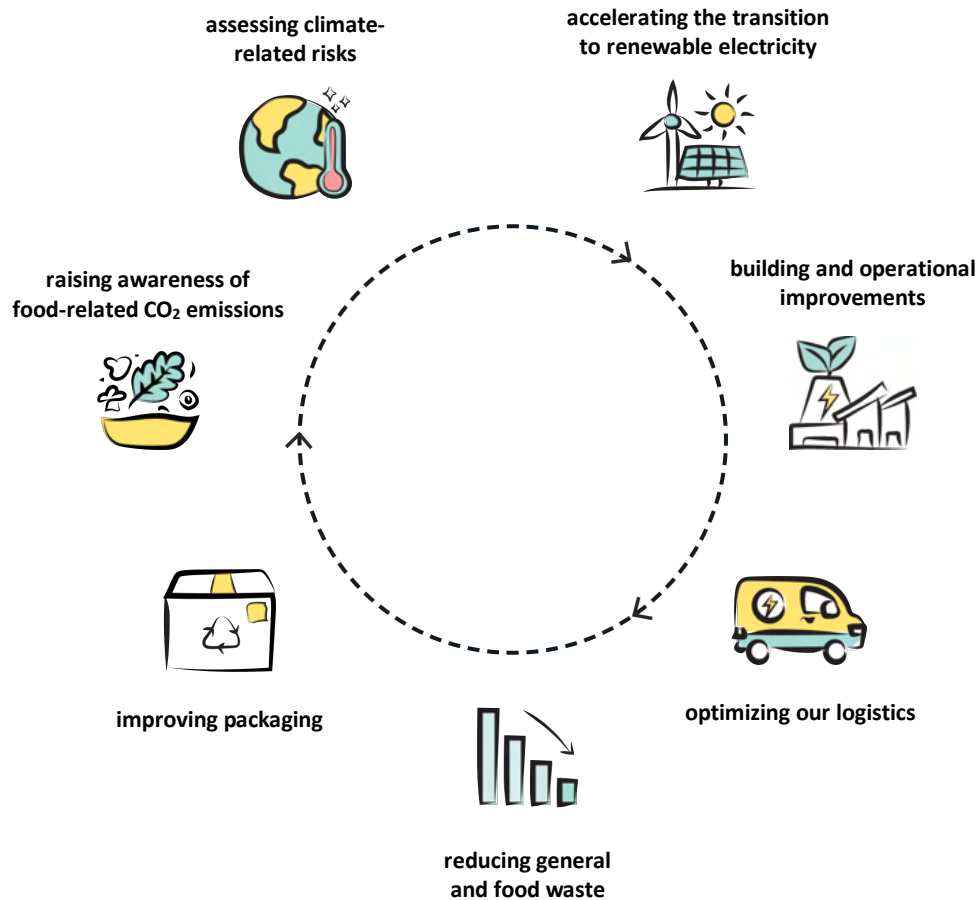 assessing climate-
related risks
accelerating the transition
to renewable electricity
building and operational
improvements
raising awareness of
food-related CO₂ emissions
optimizing our logistics
improving packaging
reducing general
and food waste